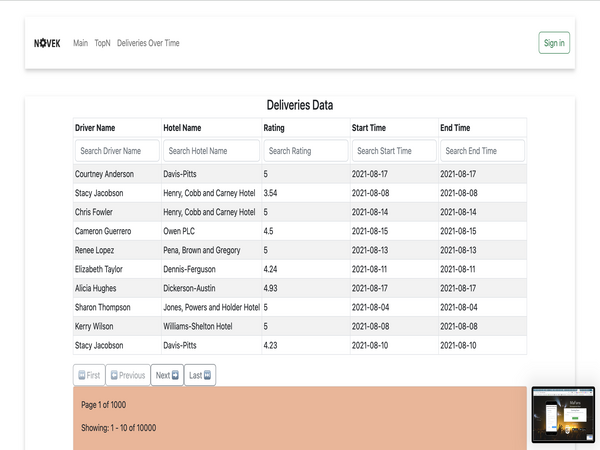 NOVEK Main TopN Deliveries Over Time Sign in
Deliveries Data
Driver Name Hotel Name Rating Start Time End Time
Search Driver Name Search Hotel Name Search Rating Search Start Time Search End Time
Courtney Anderson Davis-Pitts 5 2021-08-17 2021-08-17
Stacy Jacobson Henry, Cobb and Carney Hotel 3.54 2021-08-08 2021-08-08
Chris Fowler Henry, Cobb and Carney Hotel 5 2021-08-14 2021-08-14
Cameron Guerrero Owen PLC 4.5 2021-08-15 2021-08-15
Renee Lopez Pena, Brown and Gregory 5 2021-08-13 2021-08-13
Elizabeth Taylor Dennis-Ferguson 4.24 2021-08-11 2021-08-11
Alicia Hughes Dickerson-Austin 4.93 2021-08-17 2021-08-17
Sharon Thompson Jones, Powers and Holder Hotel 5 2021-08-04 2021-08-04
Kerry Wilson Williams-Shelton Hotel 5 2021-08-08 2021-08-08
Stacy Jacobson Davis-Pitts 4.23 2021-08-10 2021-08-10
First Previous Next Last
Page 1 of 1000
Showing: 1 - 10 of 10000